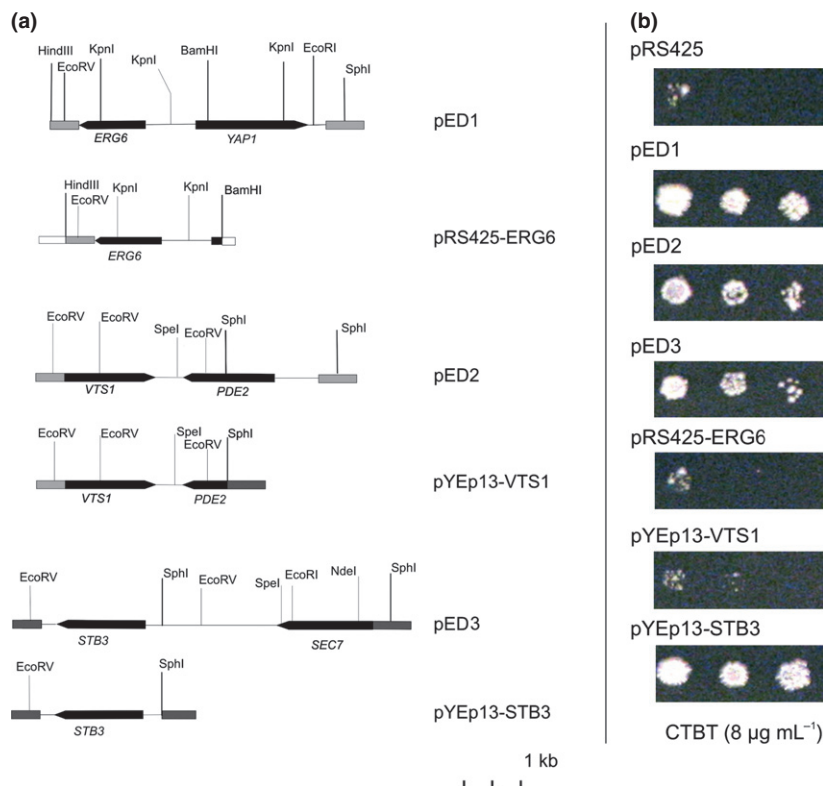 (a)
HindIII KpnI BamHI KpnI EcoRI
EcoRV KpnI SphI
ERG6 YAP1
pED1
HindIII KpnI KpnI BamHI
EcoRV
ERG6
pRS425-ERG6
EcoRV EcoRV SpeI EcoRV SphI SphI
VTS1 PDE2
pED2
EcoRV EcoRV SpeI SphI
EcoRV
VTS1 PDE2
pYEp13-VTS1
EcoRV SphI EcoRV SpeI EcoRI NdeI SphI
STB3 SEC7
pED3
EcoRV SphI
STB3
pYEp13-STB3
1 kb
(b)
pRS425
pED1
pED2
pED3
pRS425-ERG6
pYEp13-VTS1
pYEp13-STB3
CTBT (8 µg mL⁻¹)